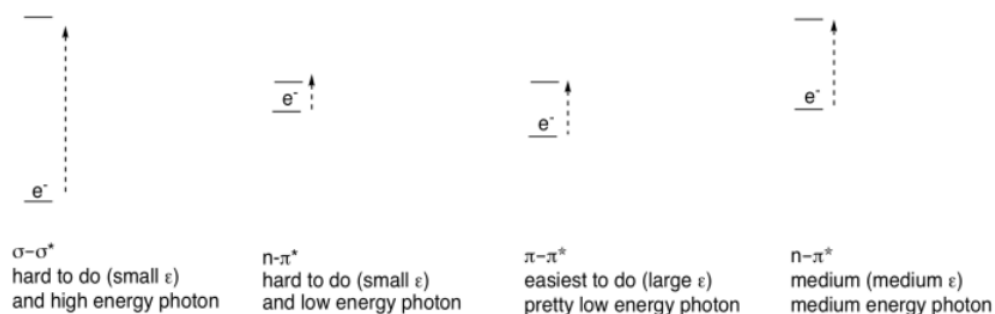 e⁻
e⁻
e⁻
e⁻
σ–σ*
hard to do (small ε)
and high energy photon
n-π*
hard to do (small ε)
and low energy photon
π–π*
easiest to do (large ε)
pretty low energy photon
n–π*
medium (medium ε)
medium energy photon